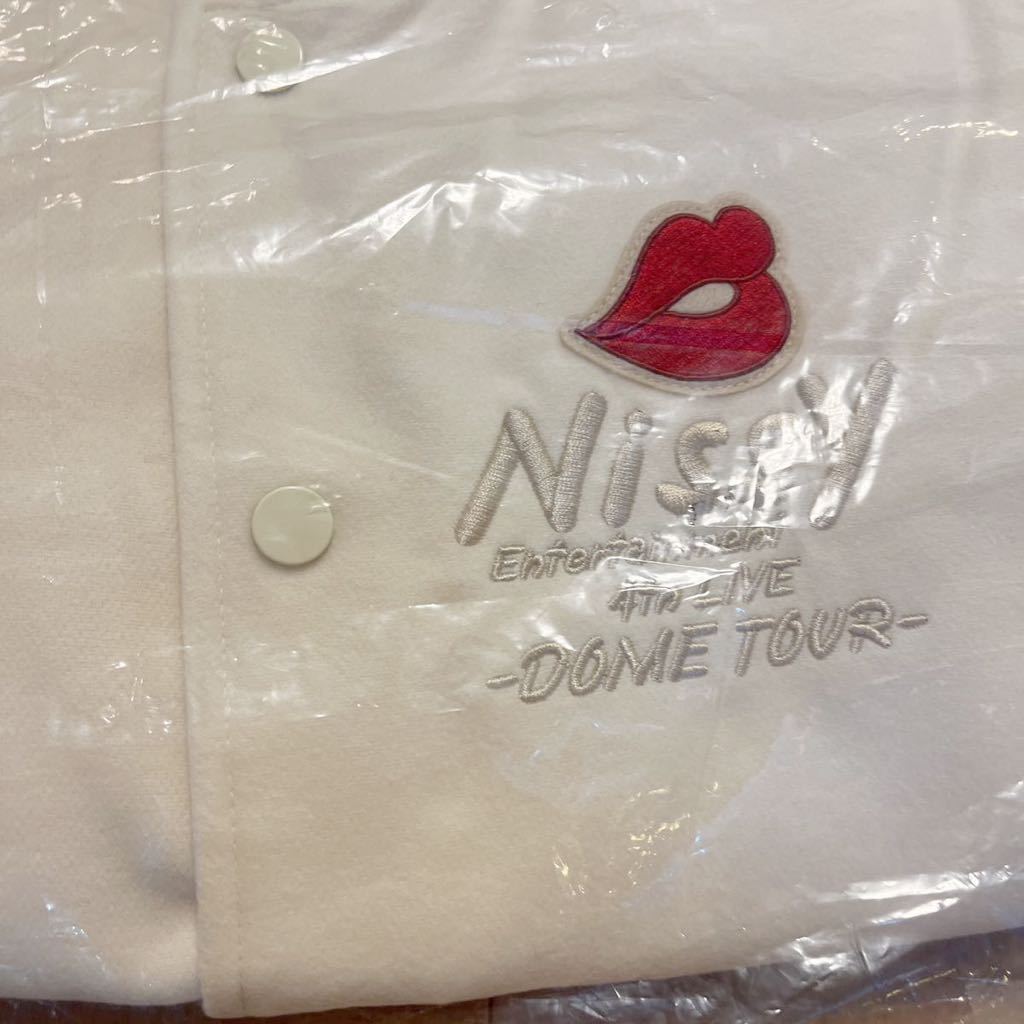 Nissy
Entertainment
4th LIVE
-DOME TOUR-